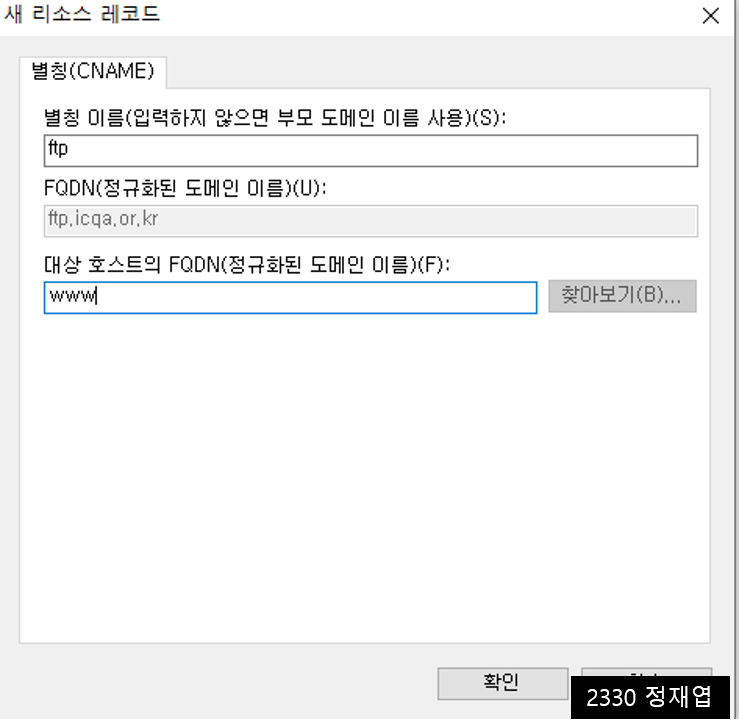 새 리소스 레코드
별칭(CNAME)
별칭 이름(입력하지 않으면 부모 도메인 이름 사용)(S):
ftp
FQDN(정규화된 도메인 이름)(U):
ftp.icqa.or.kr
대상 호스트의 FQDN(정규화된 도메인 이름)(F):
www 찾아보기(B)...
확인
2330 정재엽